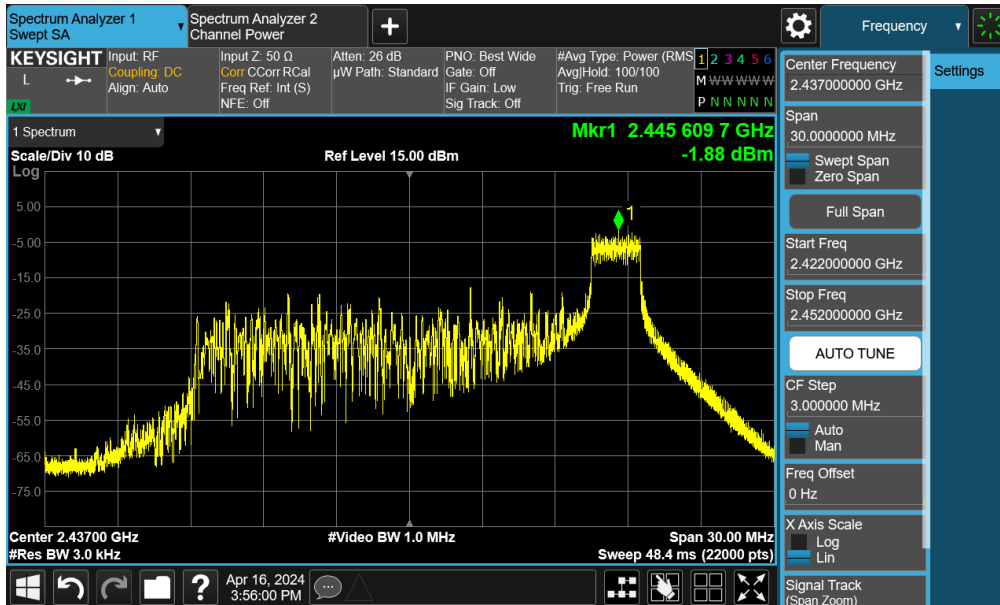 Spectrum Analyzer 1
Swept SA
Spectrum Analyzer 2
Channel Power
+
Frequency
KEYSIGHT
L
LXI
Input: RF
Coupling: DC
Align: Auto
Input Z: 50 Ω
Corr CCorr RCal
Freq Ref: Int (S)
NFE: Off
Atten: 26 dB
µW Path: Standard
PNO: Best Wide
Gate: Off
IF Gain: Low
Sig Track: Off
#Avg Type: Power (RMS
Avg|Hold: 100/100
Trig: Free Run
1 2 3 4 5 6
M W W W W W
P N N N N N
1 Spectrum
Mkr1 2.445 609 7 GHz
-1.88 dBm
Scale/Div 10 dB
Ref Level 15.00 dBm
Log
5.00
-5.00
-15.0
-25.0
-35.0
-45.0
-55.0
-65.0
-75.0
1
Center 2.43700 GHz
#Video BW 1.0 MHz
Span 30.00 MHz
#Res BW 3.0 kHz
Sweep 48.4 ms (22000 pts)
Center Frequency
2.437000000 GHz
Span
30.0000000 MHz
Swept Span
Zero Span
Full Span
Start Freq
2.422000000 GHz
Stop Freq
2.452000000 GHz
AUTO TUNE
CF Step
3.000000 MHz
Auto
Man
Freq Offset
0 Hz
X Axis Scale
Log
Lin
Signal Track
(Span Zoom)
Settings
?
Apr 16, 2024
3:56:00 PM